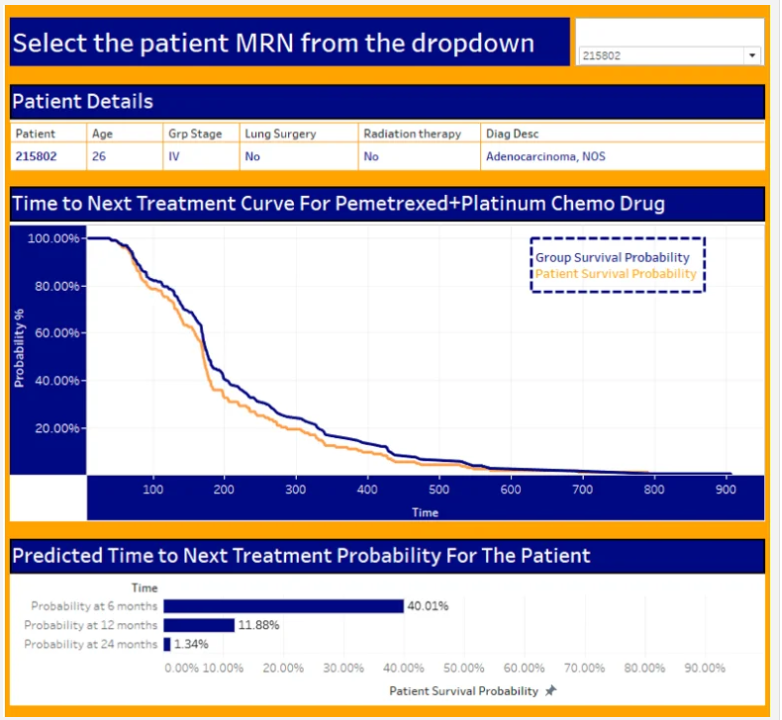 Select the patient MRN from the dropdown
215802
Patient Details
Patient Age Grp Stage Lung Surgery Radiation therapy Diag Desc
215802 26 IV No No Adenocarcinoma, NOS
Time to Next Treatment Curve For Pemetrexed+Platinum Chemo Drug
100.00%
80.00%
60.00%
40.00%
20.00%
Probability %
Group Survival Probability
Patient Survival Probability
100 200 300 400 500 600 700 800 900
Time
Predicted Time to Next Treatment Probability For The Patient
Time
Probability at 6 months 40.01%
Probability at 12 months 11.88%
Probability at 24 months 1.34%
0.00% 10.00% 20.00% 30.00% 40.00% 50.00% 60.00% 70.00% 80.00% 90.00%
Patient Survival Probability